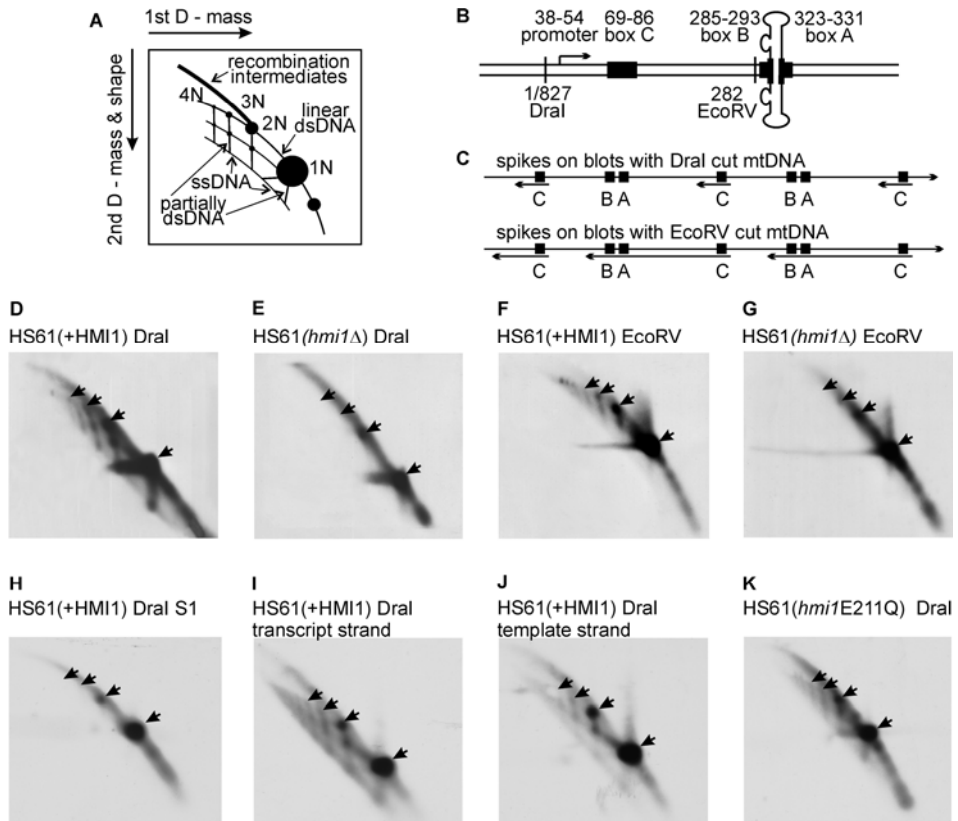 A
1st D - mass
2nd D - mass & shape
recombination
intermediates
4N
3N
2N
1N
linear
dsDNA
ssDNA
partially
dsDNA
B
38-54
promoter
69-86
box C
285-293
box B
323-331
box A
C
C
1/827
DraI
282
EcoRV
C
spikes on blots with DraI cut mtDNA
C B A C B A C
spikes on blots with EcoRV cut mtDNA
C B A C B A C
D
HS61(+HMI1) DraI
E
HS61(hmi1Δ) DraI
F
HS61(+HMI1) EcoRV
G
HS61(hmi1Δ) EcoRV
H
HS61(+HMI1) DraI S1
I
HS61(+HMI1) DraI
transcript strand
J
HS61(+HMI1) DraI
template strand
K
HS61(hmi1E211Q) DraI